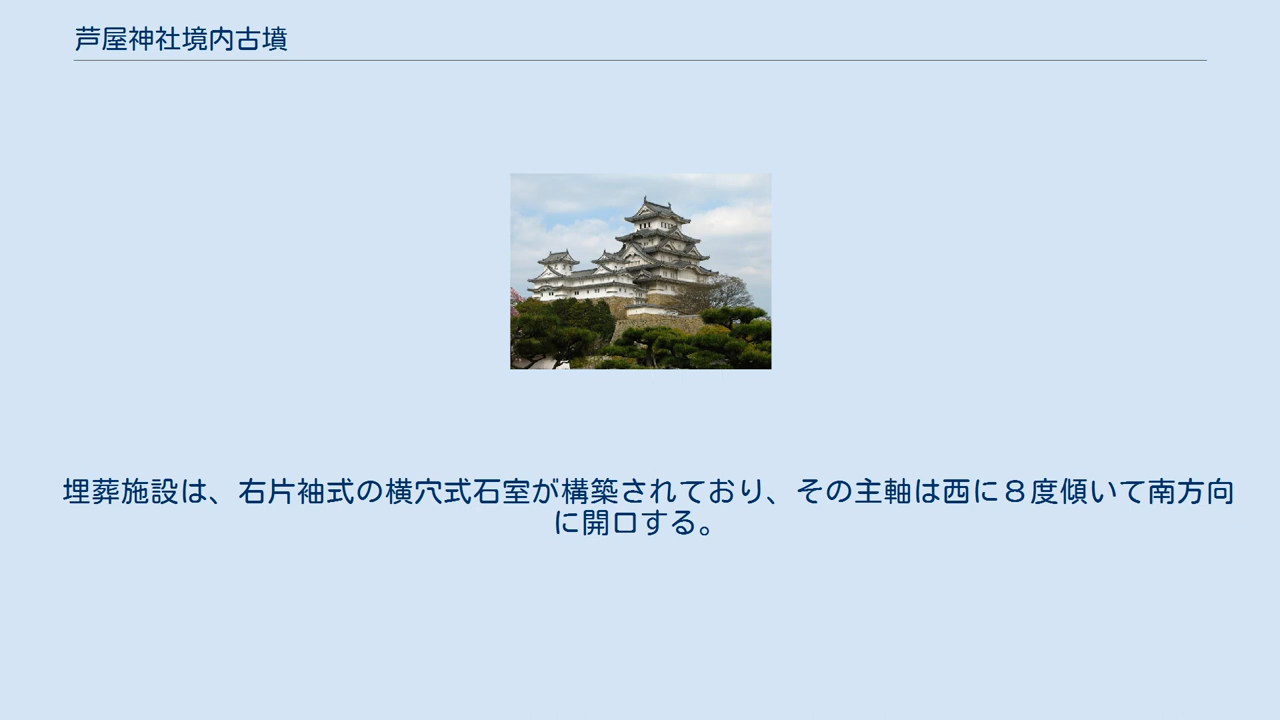 芦屋神社境内古墳
埋葬施設は、右片袖式の横穴式石室が構築されており、その主軸は西に８度傾いて南方向
に開口する。